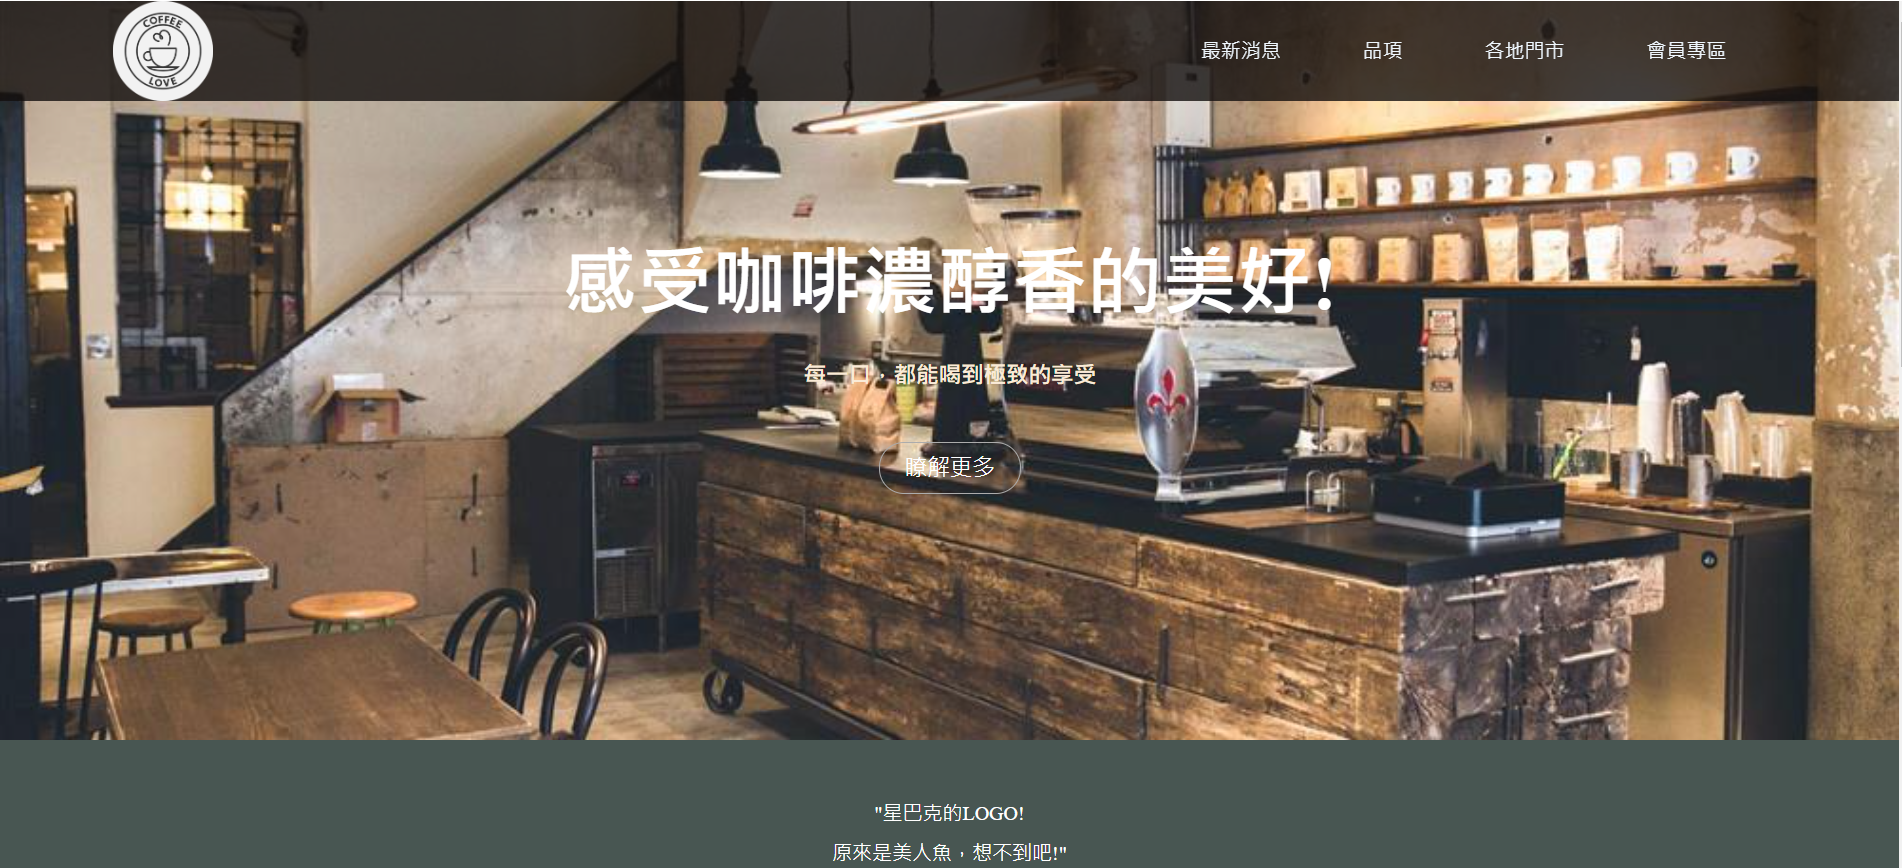 COFFEE
LOVE
最新消息
品項
各地門市
會員專區
感受咖啡濃醇香的美好!
每一口，都能喝到極致的享受
瞭解更多
"星巴克的LOGO!
原來是美人魚，想不到吧!"